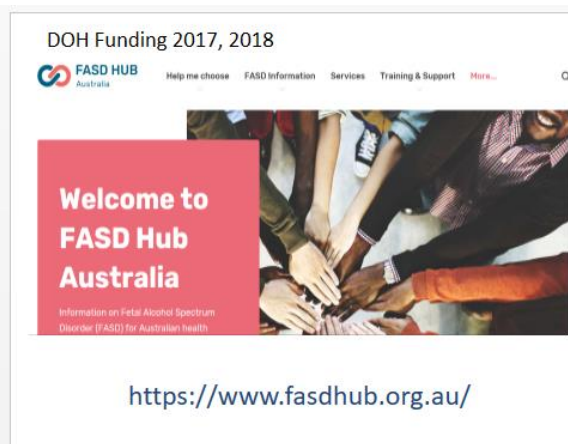 DOH Funding 2017, 2018
FASD HUB
Australia
Help me choose FASD Information Services Training & Support More...
Welcome to
FASD Hub
Australia
Information on Fetal Alcohol Spectrum
Disorder (FASD) for Australian health
https://www.fasdhub.org.au/